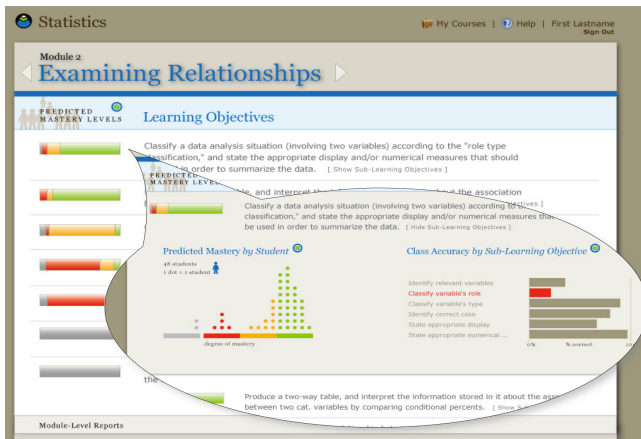 Statistics
My Courses | Help | First Lastname
Sign Out
Module 2
Examining Relationships
PREDICTED
MASTERY LEVELS
Learning Objectives
Classify a data analysis situation (involving two variables) according to the "role type
classification," and state the appropriate display and/or numerical measures that should
in order to summarize the data. [ Show Sub-Learning Objectives ]
PREDICTED
MASTERY LEVELS
and interpret the
the association
Classify a data analysis situation (involving two variables) according to
classification," and state the appropriate display and/or numerical measures that
be used in order to summarize the data. [ Hide Sub-Learning Objectives ]
Predicted Mastery by Student
48 students
1 dot = 1 student
degree of mastery
Class Accuracy by Sub-Learning Objective
Identify relevant variables
Classify variable's role
Classify variable's type
Identify correct case
State appropriate display
State appropriate numerical ...
0% % correct
the
Produce a two-way table, and interpret the information stored in it about the
between two cat. variables by comparing conditional percents. [ Show
Module-Level Reports